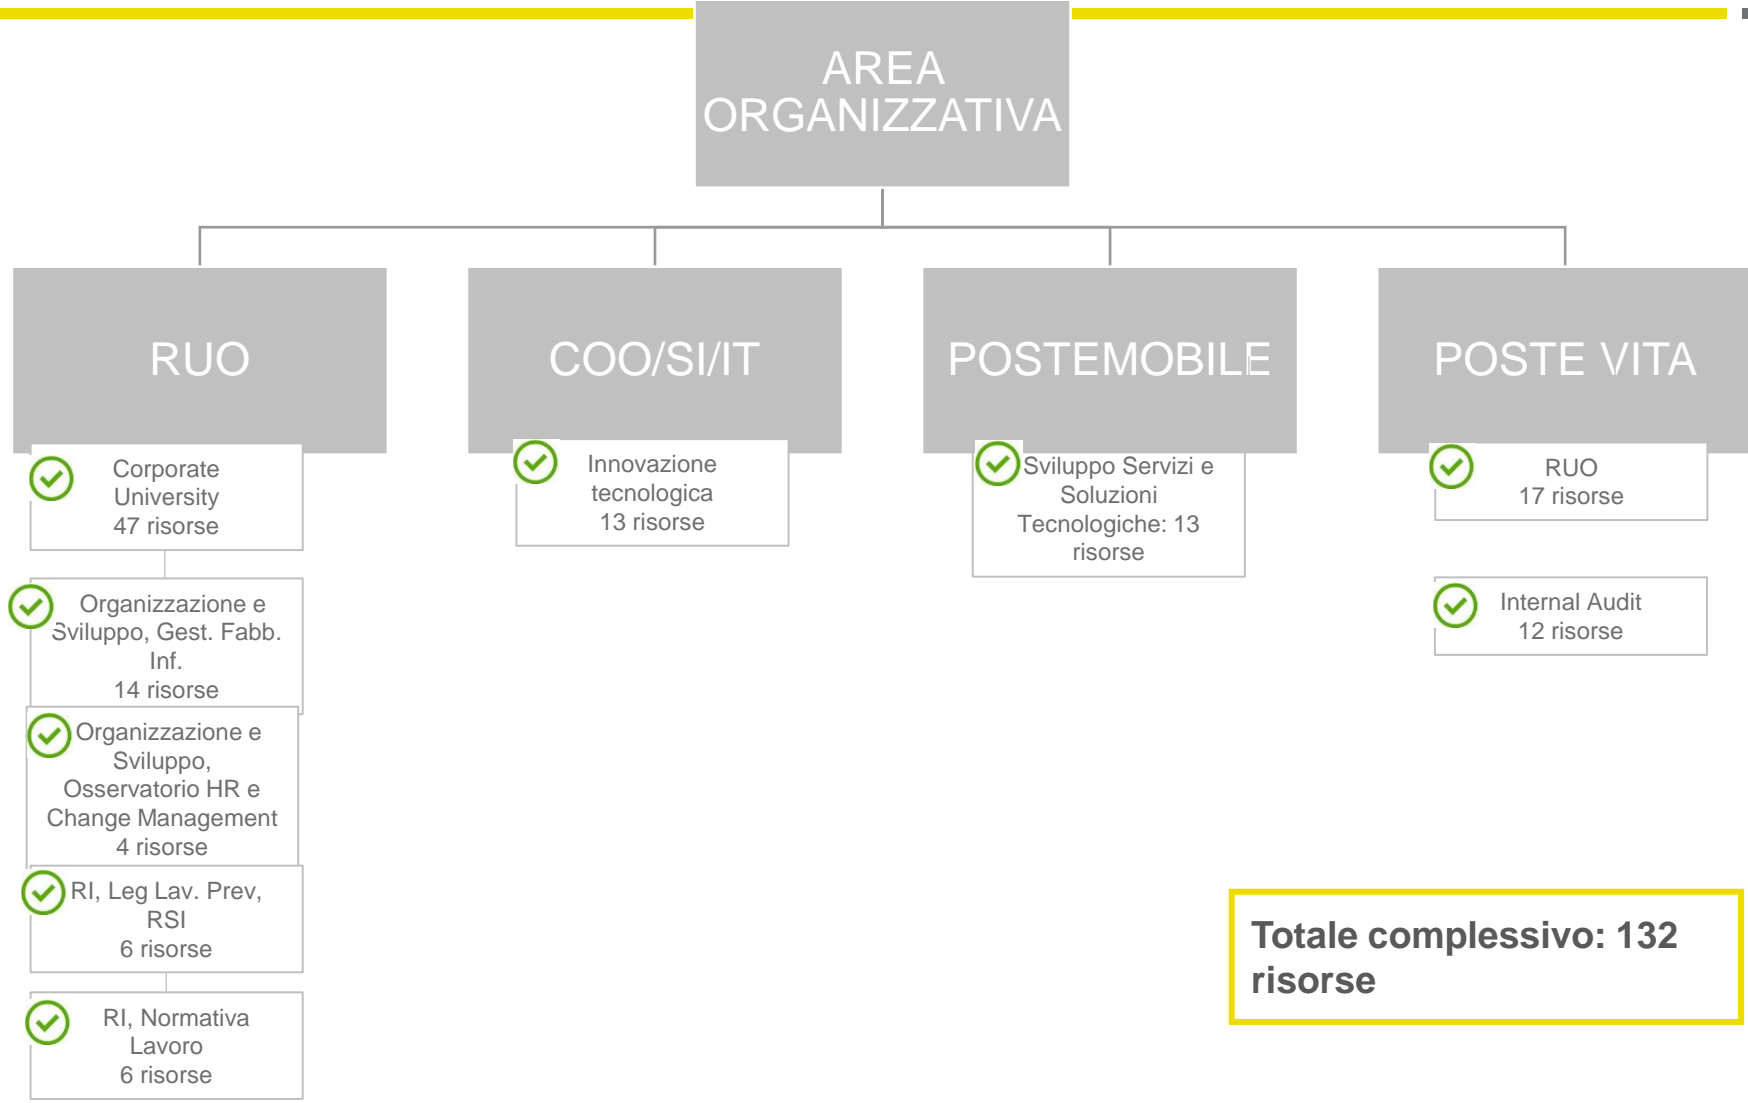 AREA
ORGANIZZATIVA
RUO
COO/SI/IT
POSTEMOBILE
POSTE VITA
Corporate
University
47 risorse
Organizzazione e
Sviluppo, Gest. Fabb.
Inf.
14 risorse
Organizzazione e
Sviluppo,
Osservatorio HR e
Change Management
4 risorse
RI, Leg Lav. Prev,
RSI
6 risorse
RI, Normativa
Lavoro
6 risorse
Innovazione
tecnologica
13 risorse
Sviluppo Servizi e
Soluzioni
Tecnologiche: 13
risorse
RUO
17 risorse
Internal Audit
12 risorse
Totale complessivo: 132
risorse